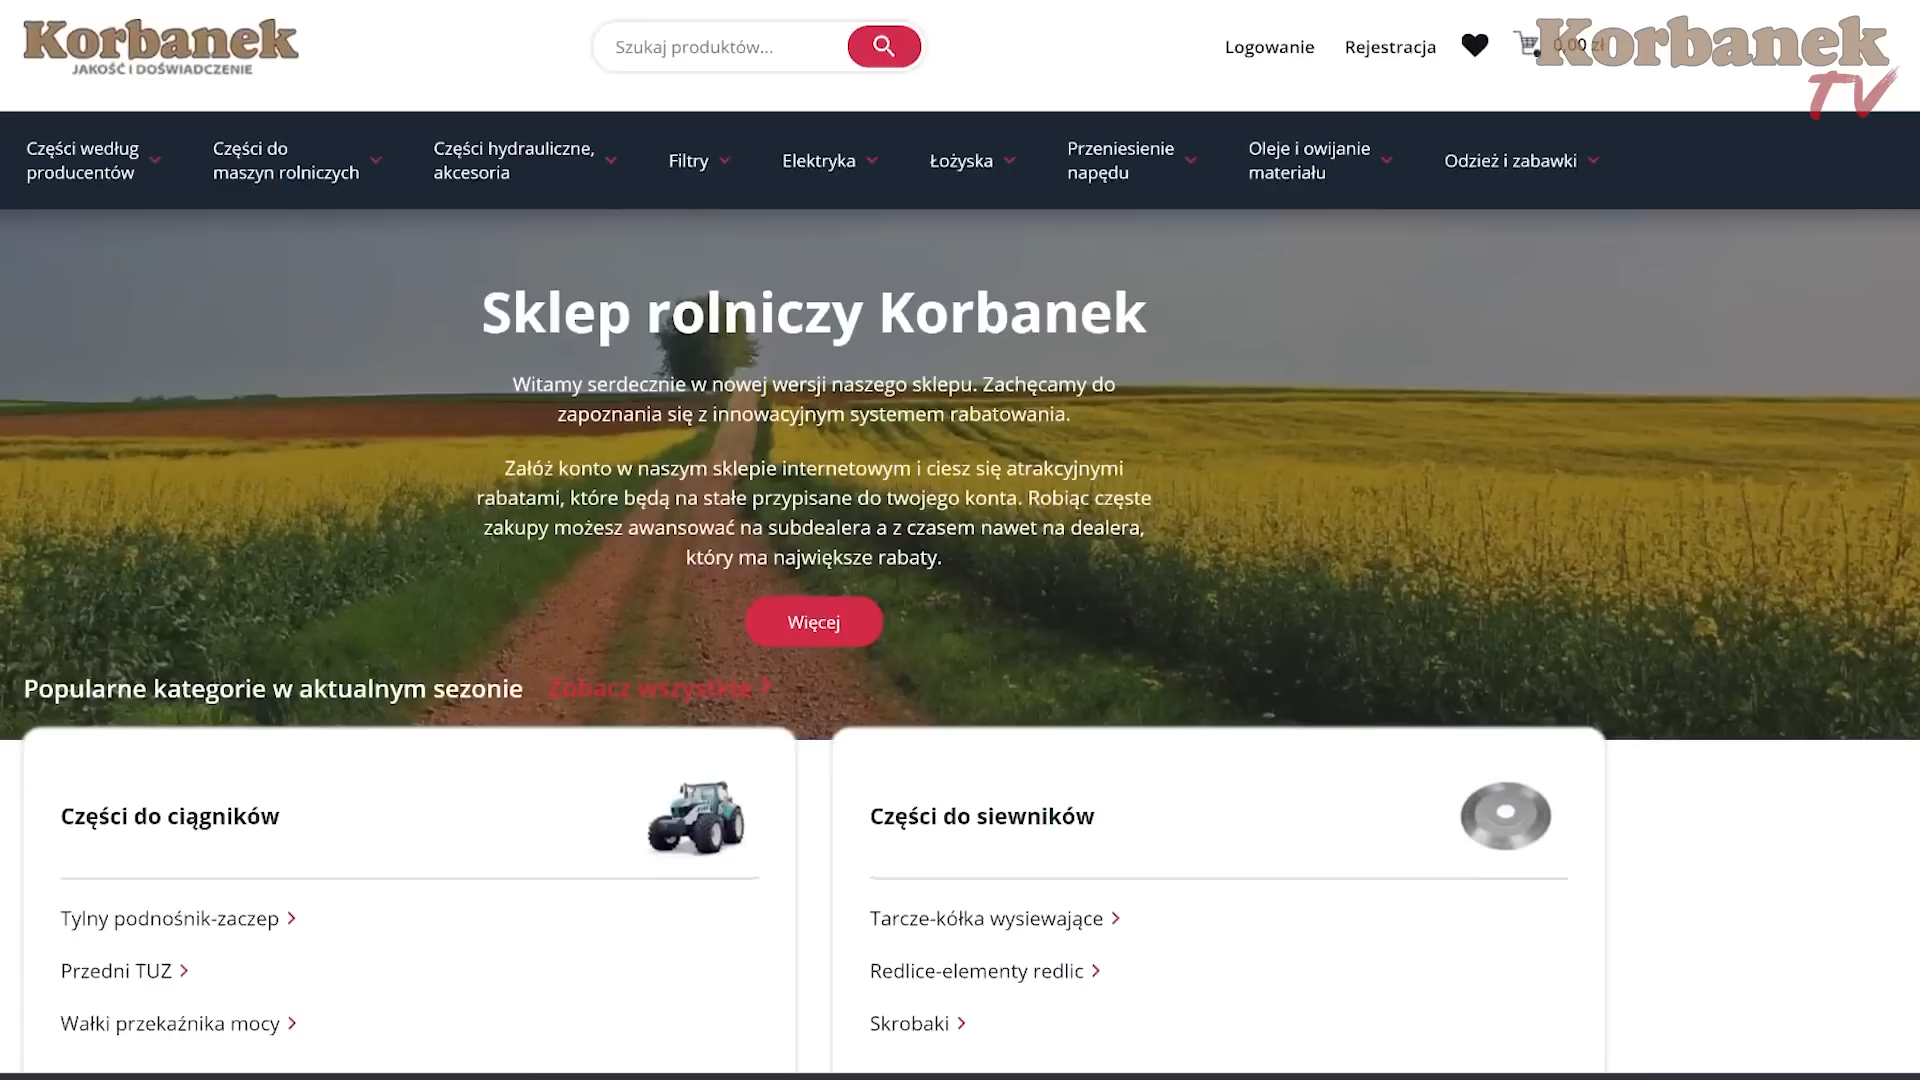 Korbanek
JAKOŚĆ I DOŚWIADCZENIE
Szukaj produktów...
Logowanie
Rejestracja
0,00 zł
Korbanek
TV
Części według
producentów
Części do
maszyn rolniczych
Części hydrauliczne,
akcesoria
Filtry
Elektryka
Łożyska
Przeniesienie
napędu
Oleje i owijanie
materiału
Odzież i zabawki
Sklep rolniczy Korbanek
Witamy serdecznie w nowej wersji naszego sklepu. Zachęcamy do
zapoznania się z innowacyjnym systemem rabatowania.
Załóż konto w naszym sklepie internetowym i ciesz się atrakcyjnymi
rabatami, które będą na stałe przypisane do twojego konta. Robiąc częste
zakupy możesz awansować na subdealera a z czasem nawet na dealera,
który ma największe rabaty.
Więcej
Popularne kategorie w aktualnym sezonie
Zobacz wszystkie
Części do ciągników
Tylny podnośnik-zaczep
Przedni TUZ
Wałki przekaźnika mocy
Części do siewników
Tarcze-kółka wysiewające
Redlice-elementy redlic
Skrobaki